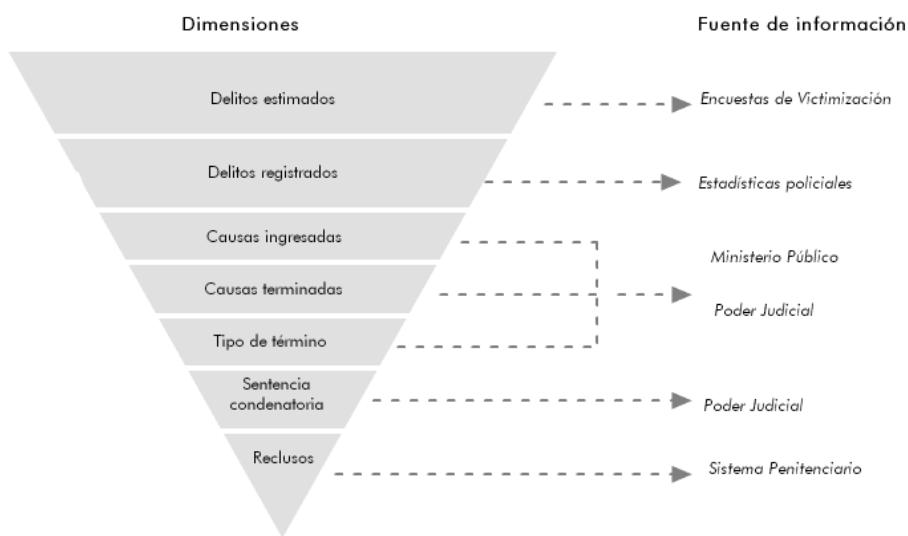 Dimensiones
Fuente de información
Delitos estimados
Encuestas de Victimización
Delitos registrados
Estadísticas policiales
Causas ingresadas
Causas terminadas
Tipo de término
Ministerio Público
Poder Judicial
Sentencia
condenatoria
Poder Judicial
Reclusos
Sistema Penitenciario